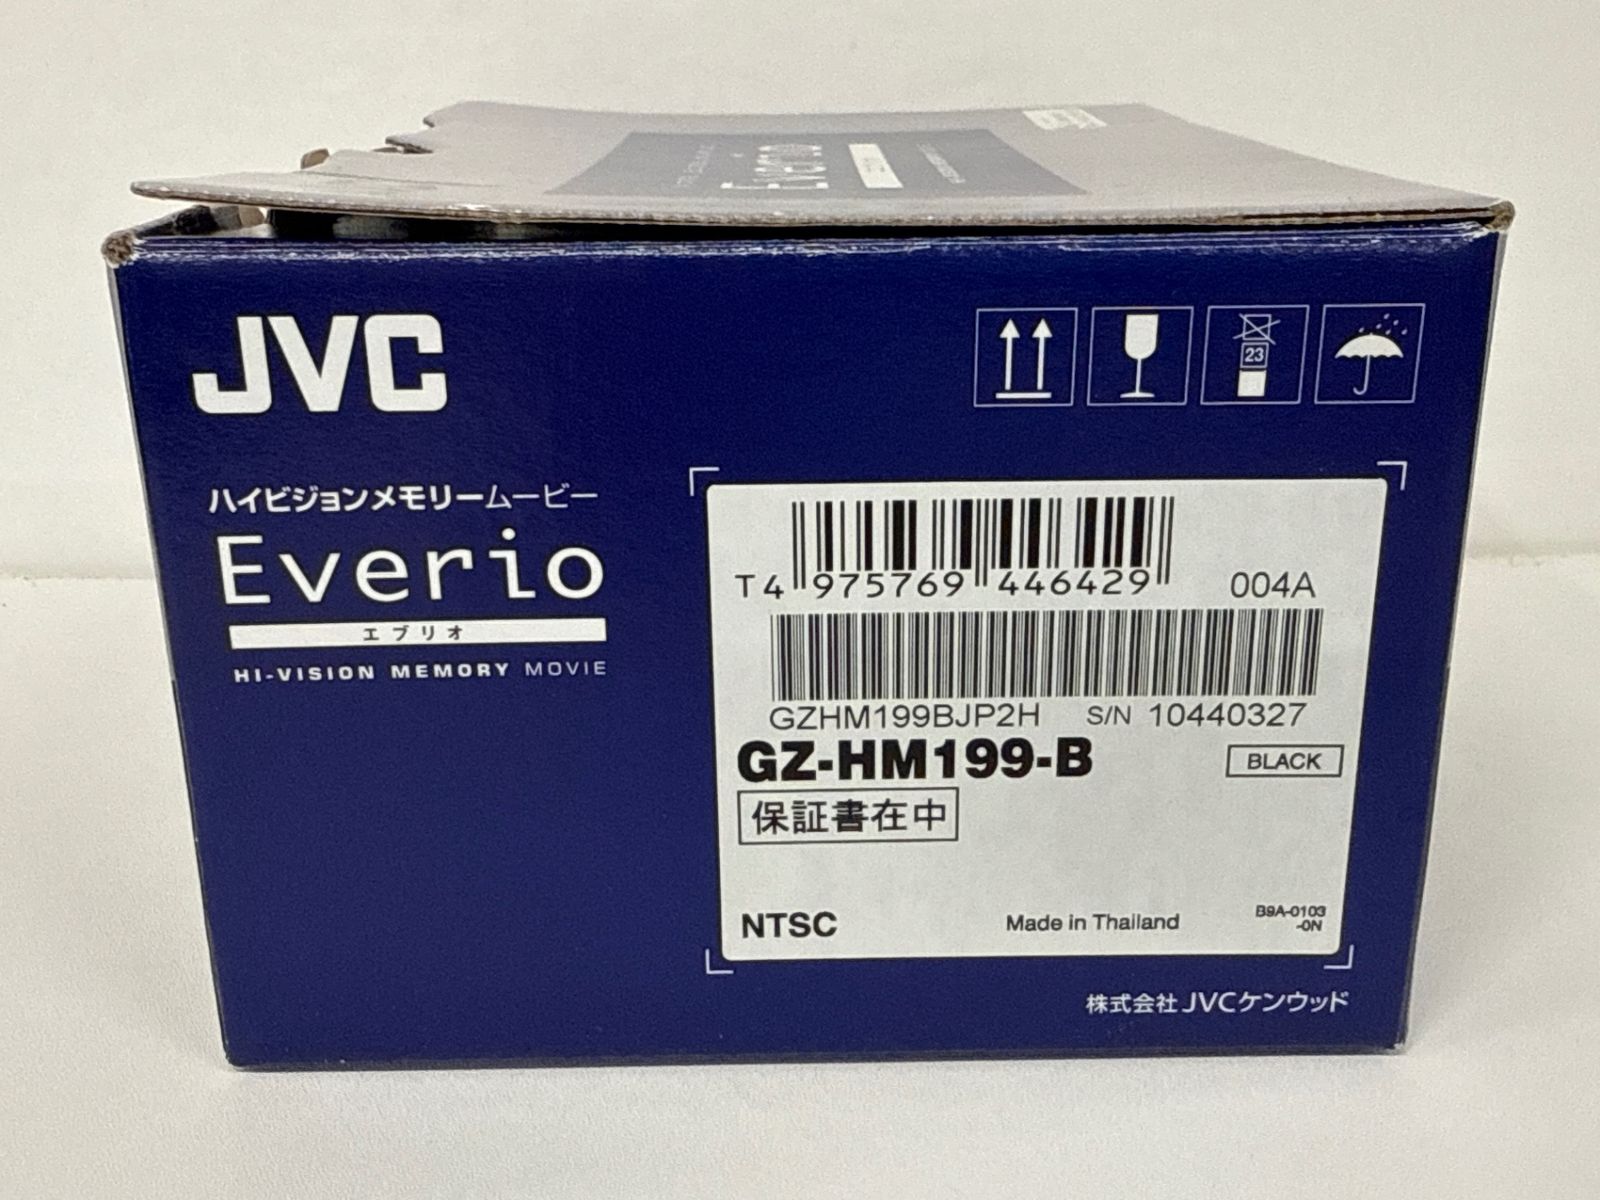 Everio
JVC
23
ハイビジョンメモリームービー
Everio
エブリオ
HI-VISION MEMORY MOVIE
T4 975769 446429
004A
GZHM199BJP2H S/N 10440327
GZ-HM199-B
BLACK
保証書在中
NTSC
Made in Thailand
B9A-0103
-0N
株式会社 JVCケンウッド